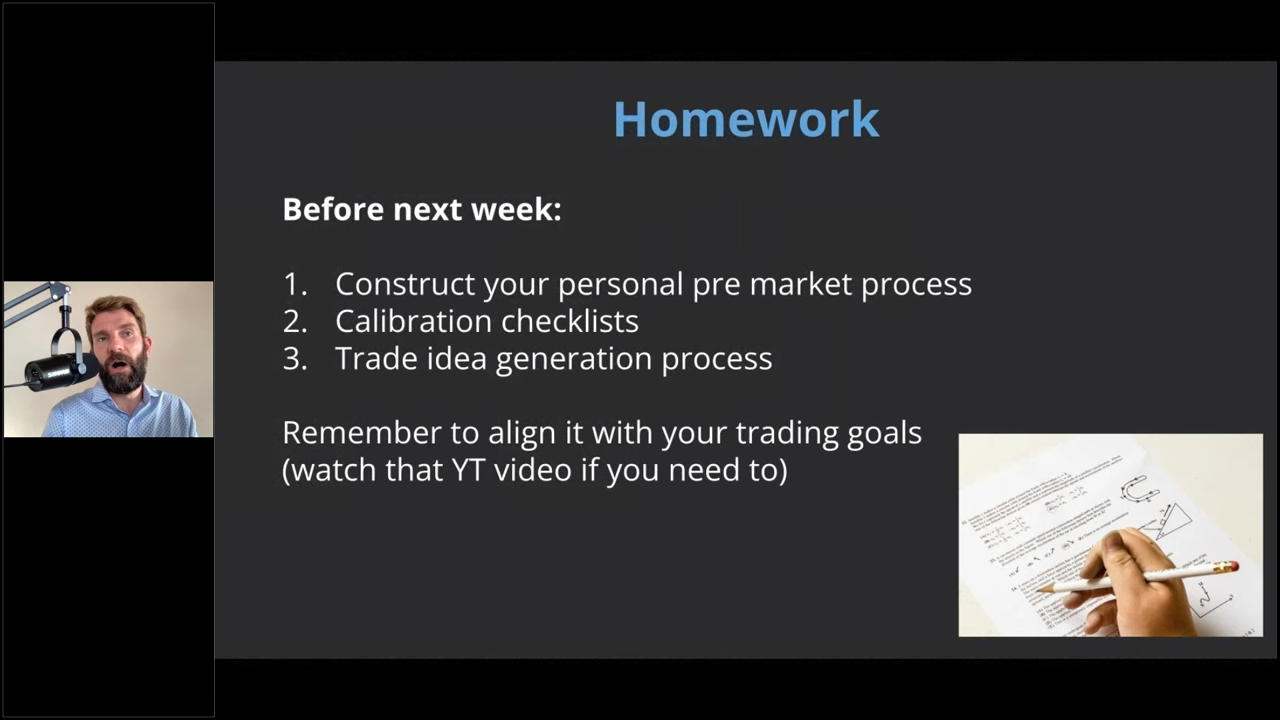 Homework
Before next week:
1. Construct your personal pre market process
2. Calibration checklists
3. Trade idea generation process
Remember to align it with your trading goals
(watch that YT video if you need to)